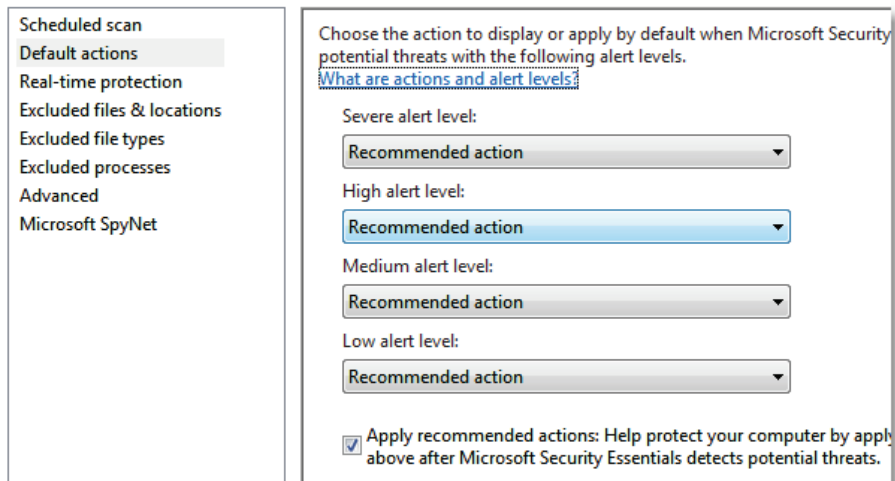 Scheduled scan
Default actions
Real-time protection
Excluded files & locations
Excluded file types
Excluded processes
Advanced
Microsoft SpyNet
Choose the action to display or apply by default when Microsoft Security
potential threats with the following alert levels.
What are actions and alert levels?
Severe alert level:
Recommended action
High alert level:
Recommended action
Medium alert level:
Recommended action
Low alert level:
Recommended action
Apply recommended actions: Help protect your computer by appl
above after Microsoft Security Essentials detects potential threats.